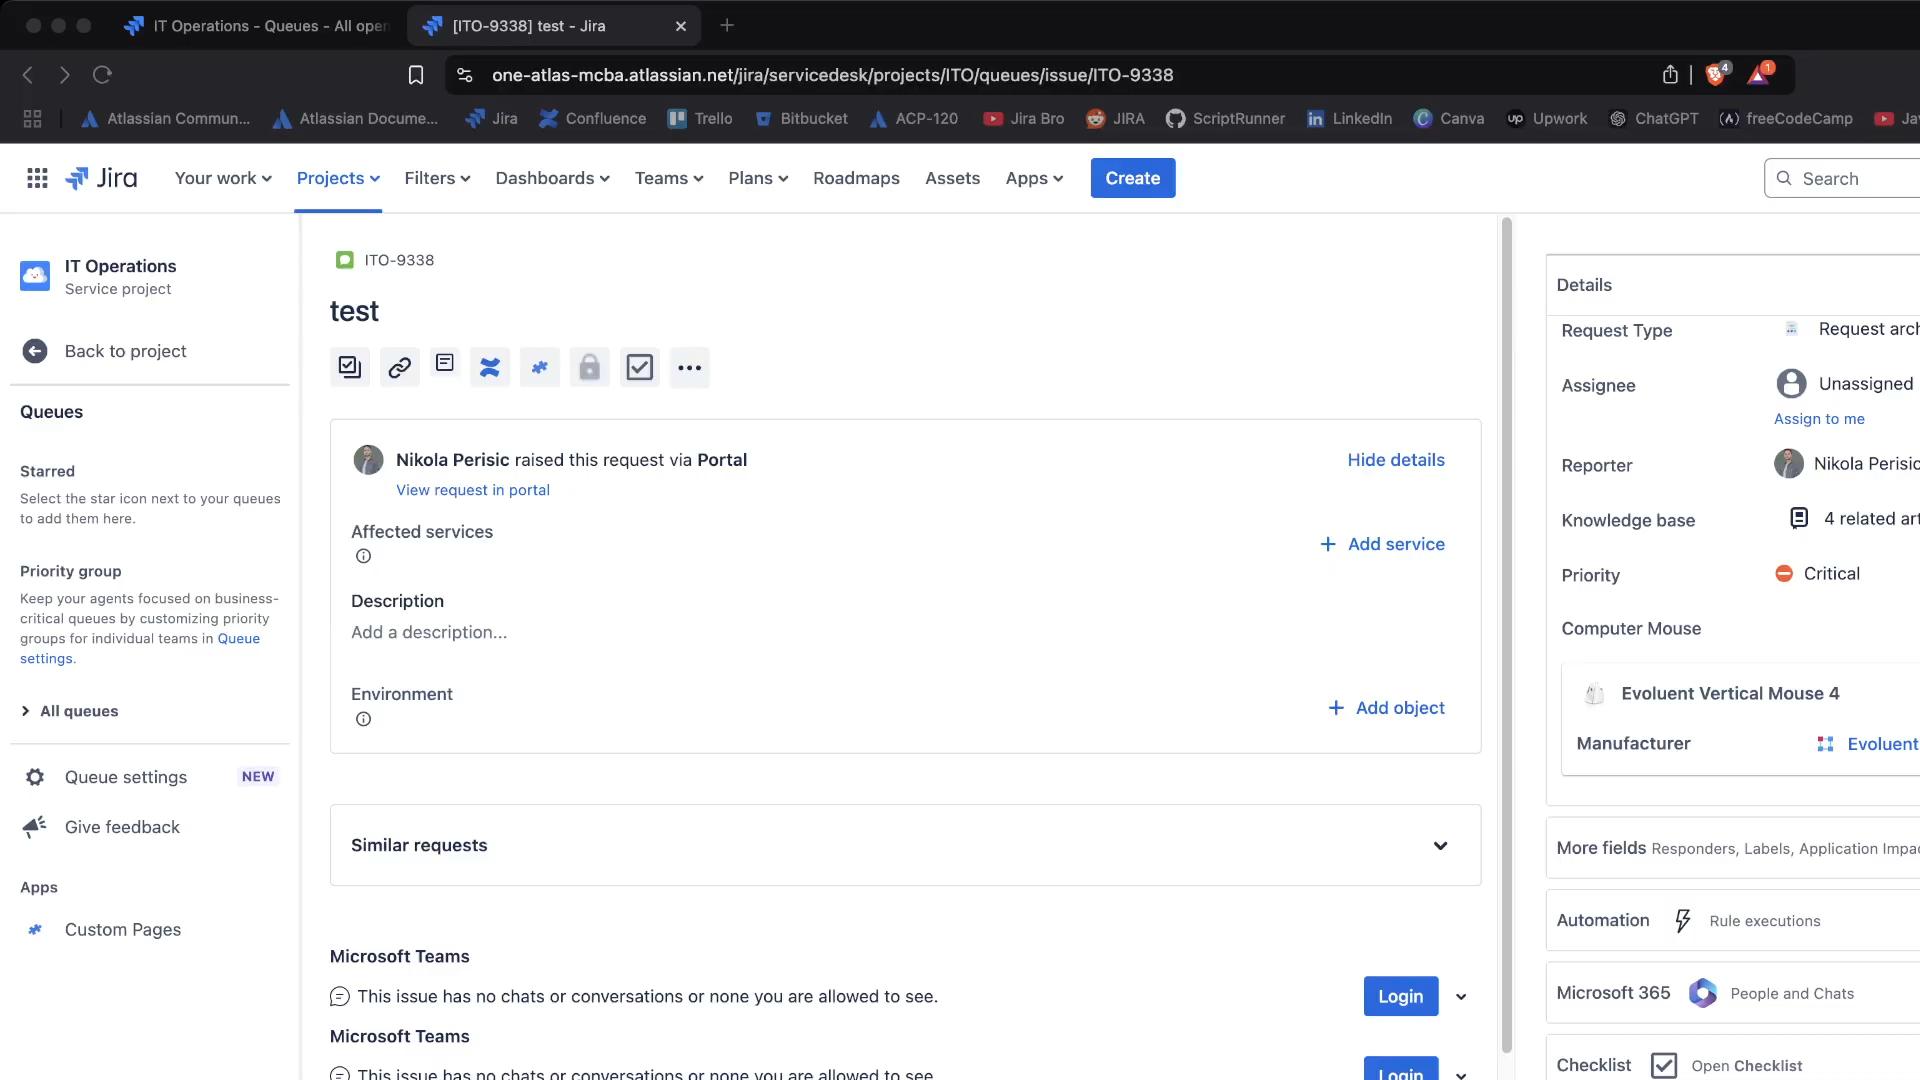 IT Operations - Queues - All open
[ITO-9338] test - Jira
one-atlas-mcba.atlassian.net/jira/servicedesk/projects/ITO/queues/issue/ITO-9338
4
1
Atlassian Commun...
Atlassian Docume...
Jira
Confluence
Trello
Bitbucket
ACP-120
Jira Bro
JIRA
ScriptRunner
LinkedIn
Canva
up Upwork
ChatGPT
freeCodeCamp
Jira
Your work
Projects
Filters
Dashboards
Teams
Plans
Roadmaps
Assets
Apps
Create
Search
IT Operations
Service project
Back to project
Queues
Starred
Select the star icon next to your queues
to add them here.
Priority group
Keep your agents focused on business-
critical queues by customizing priority
groups for individual teams in Queue
settings.
All queues
Queue settings
NEW
Give feedback
Apps
Custom Pages
ITO-9338
test
Nikola Perisic raised this request via Portal
Hide details
View request in portal
Affected services
Add service
Description
Add a description...
Environment
Add object
Similar requests
Microsoft Teams
This issue has no chats or conversations or none you are allowed to see.
Login
Microsoft Teams
This issue has no chats or conversations or none you are allowed to see.
Login
Details
Request Type
Request arch
Assignee
Unassigned
Assign to me
Reporter
Nikola Perisic
Knowledge base
4 related art
Priority
Critical
Computer Mouse
Evoluent Vertical Mouse 4
Manufacturer
Evoluent
More fields Responders, Labels, Application Impac
Automation
Rule executions
Microsoft 365
People and Chats
Checklist
Open Checklist